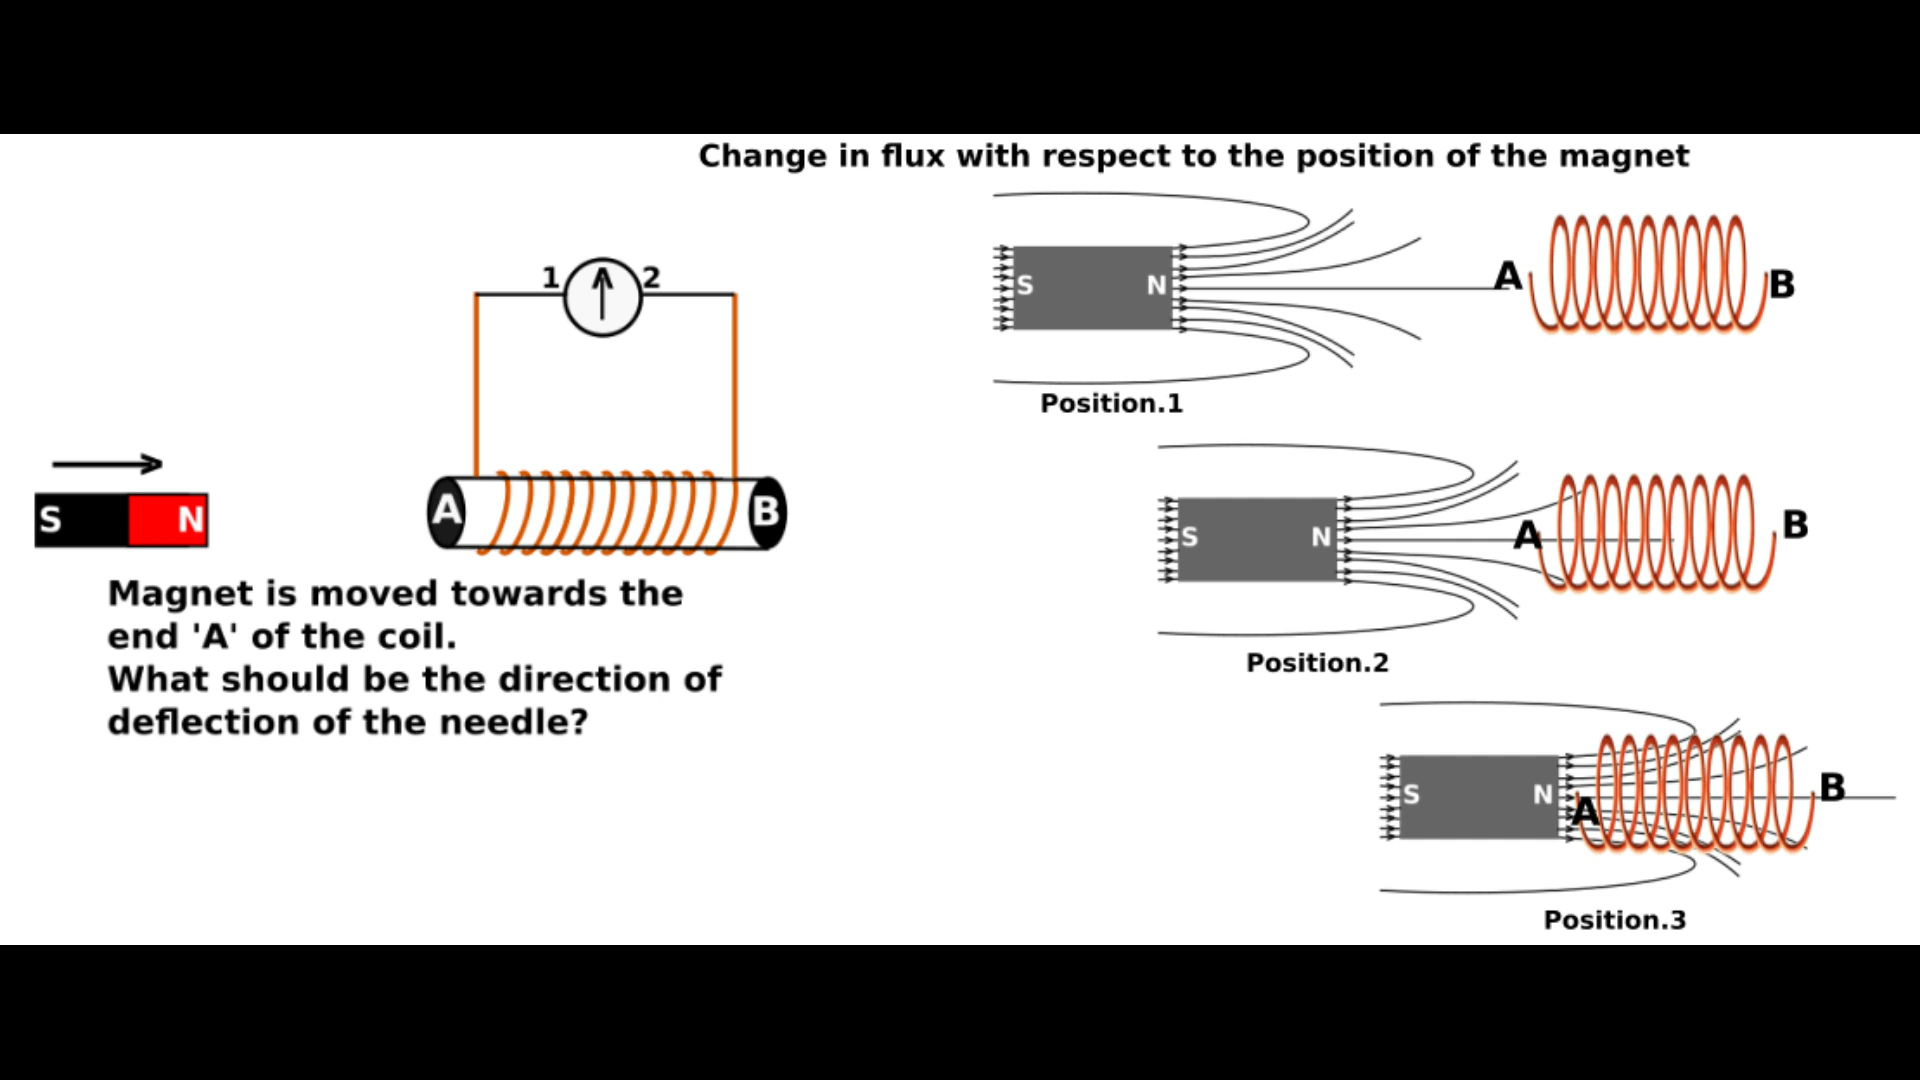 Change in flux with respect to the position of the magnet
1 2
A B
S N
Magnet is moved towards the
end 'A' of the coil.
What should be the direction of
deflection of the needle?
S N A B
Position.1
S N A B
Position.2
S N A B
Position.3